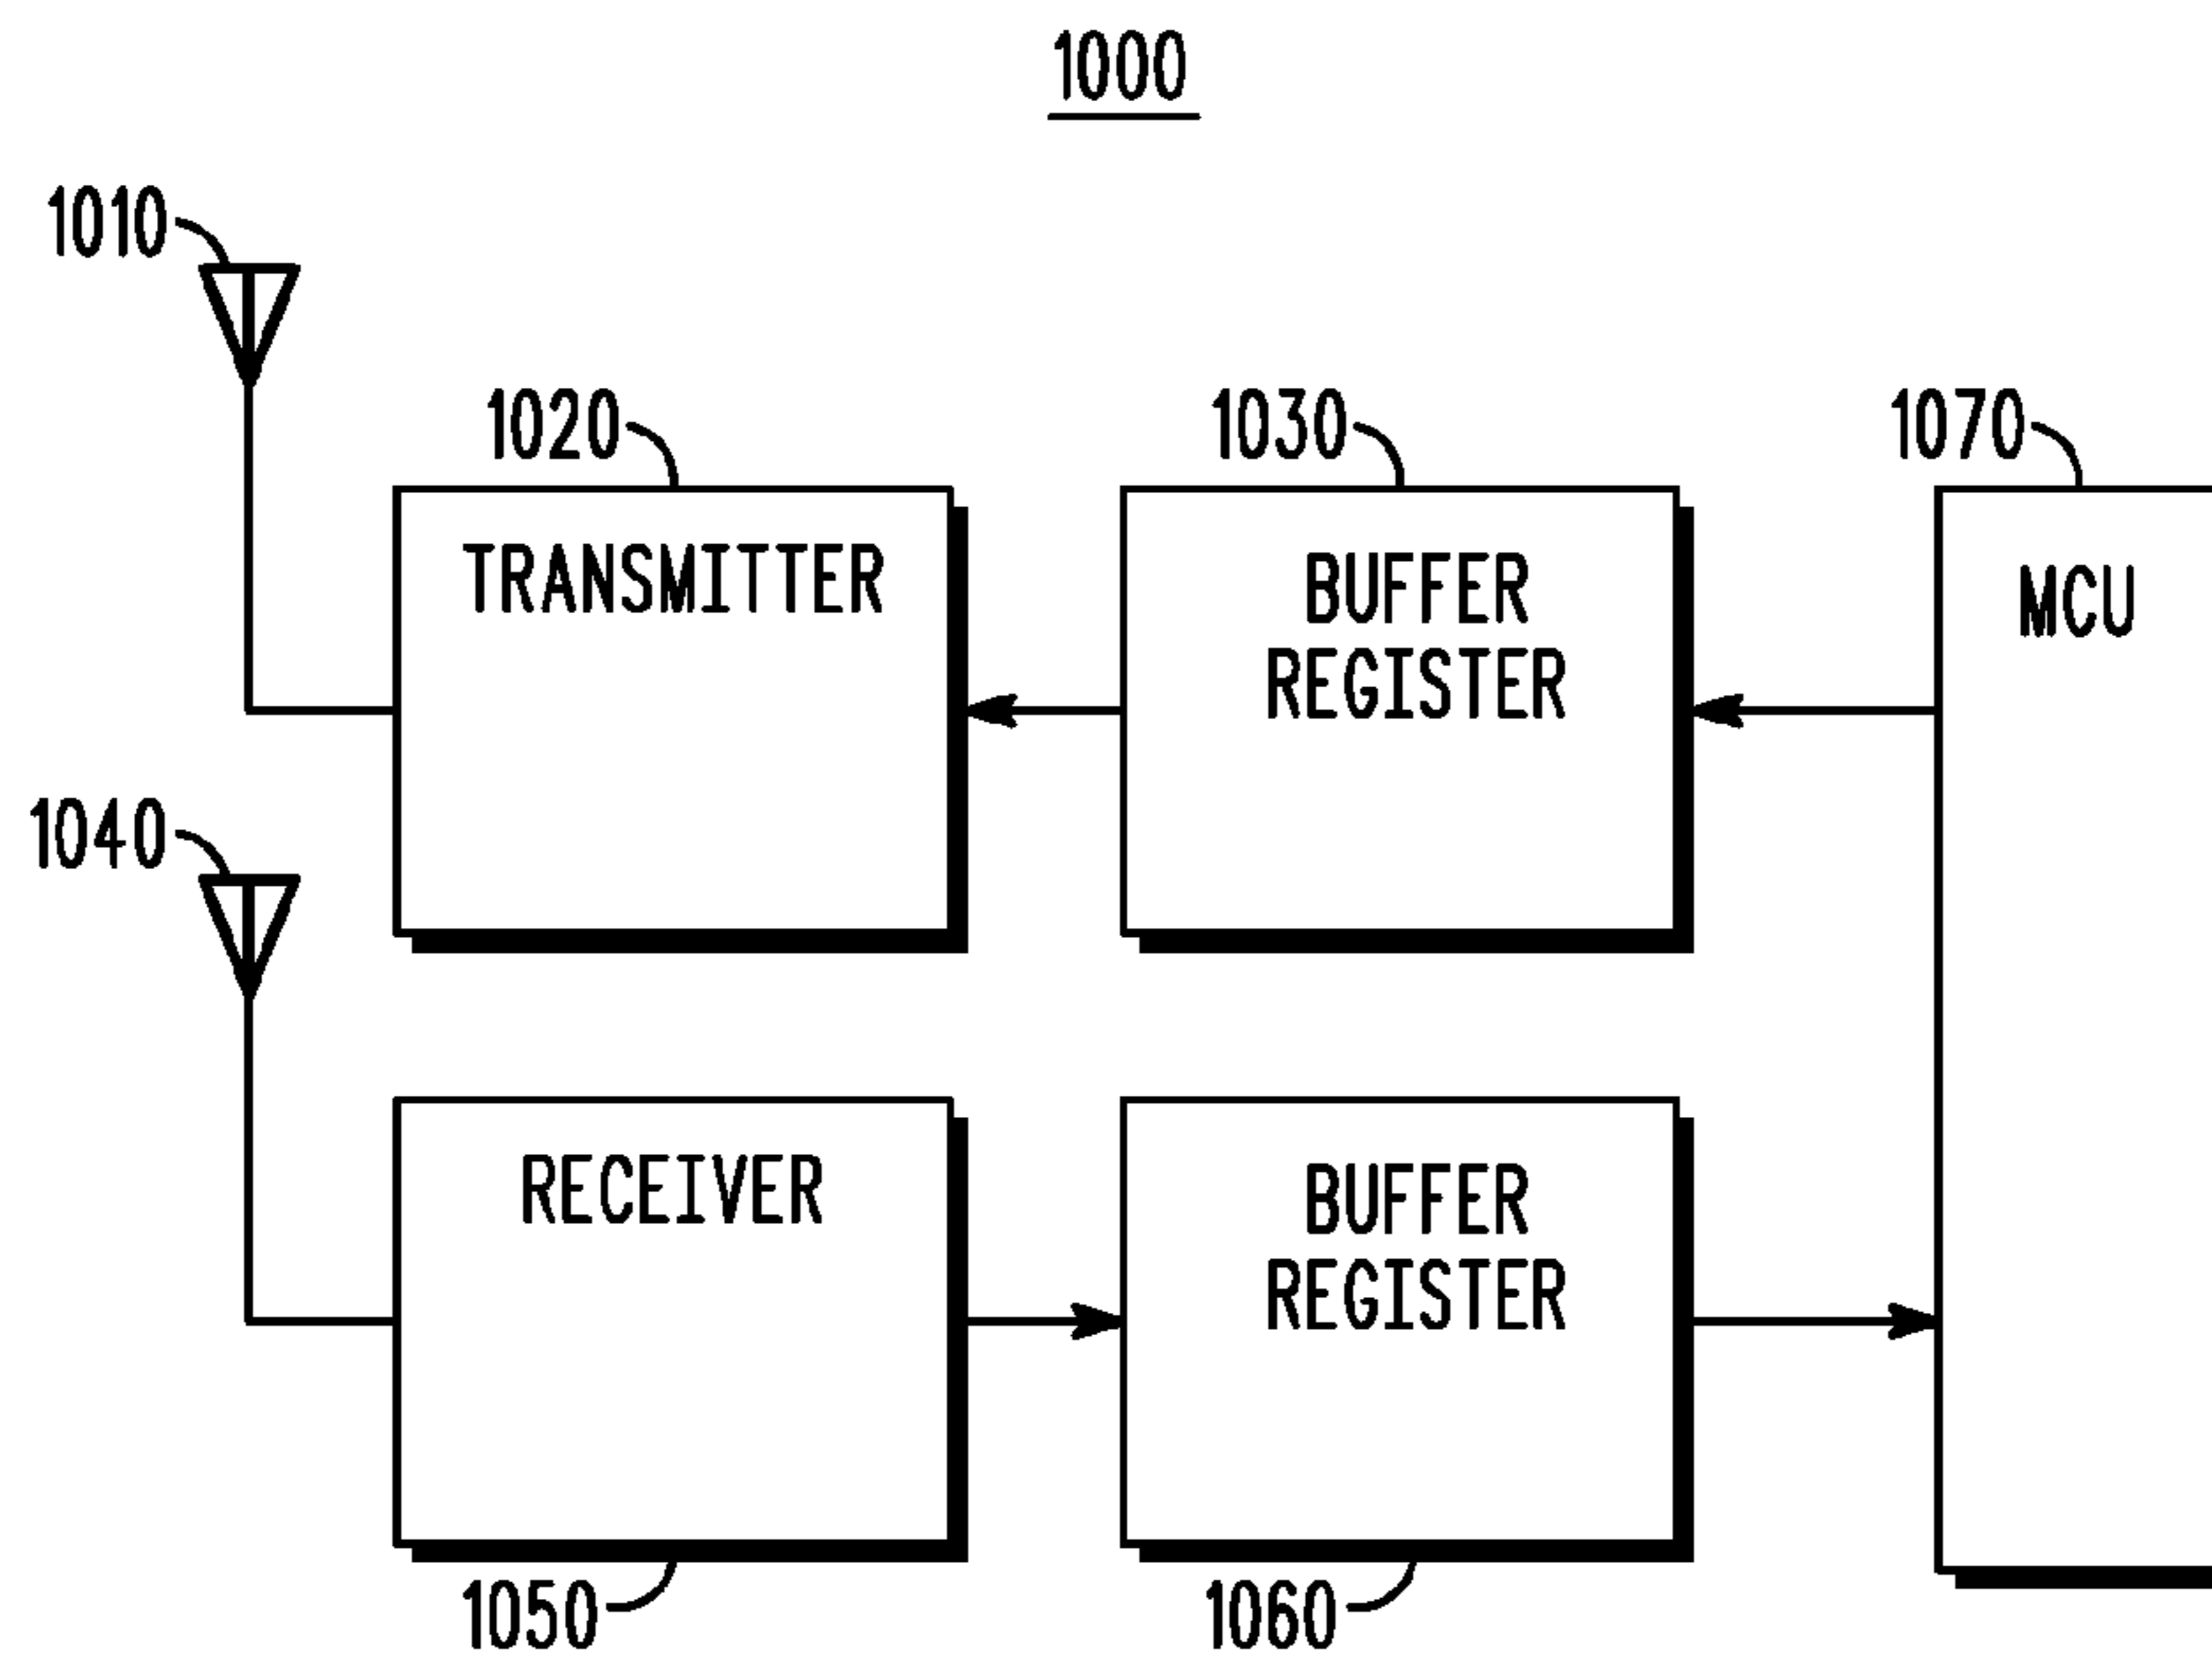 1000
1010
1020
1030
1070
TRANSMITTER
BUFFER
REGISTER
MCU
1040
RECEIVER
BUFFER
REGISTER
1050
1060